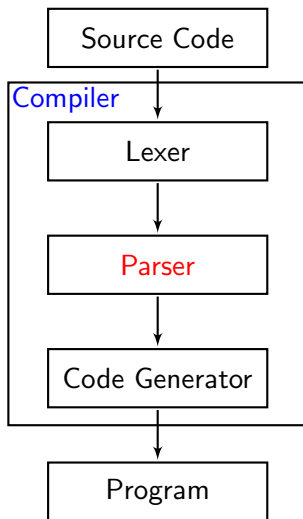 Source Code
Compiler
Lexer
Parser
Code Generator
Program